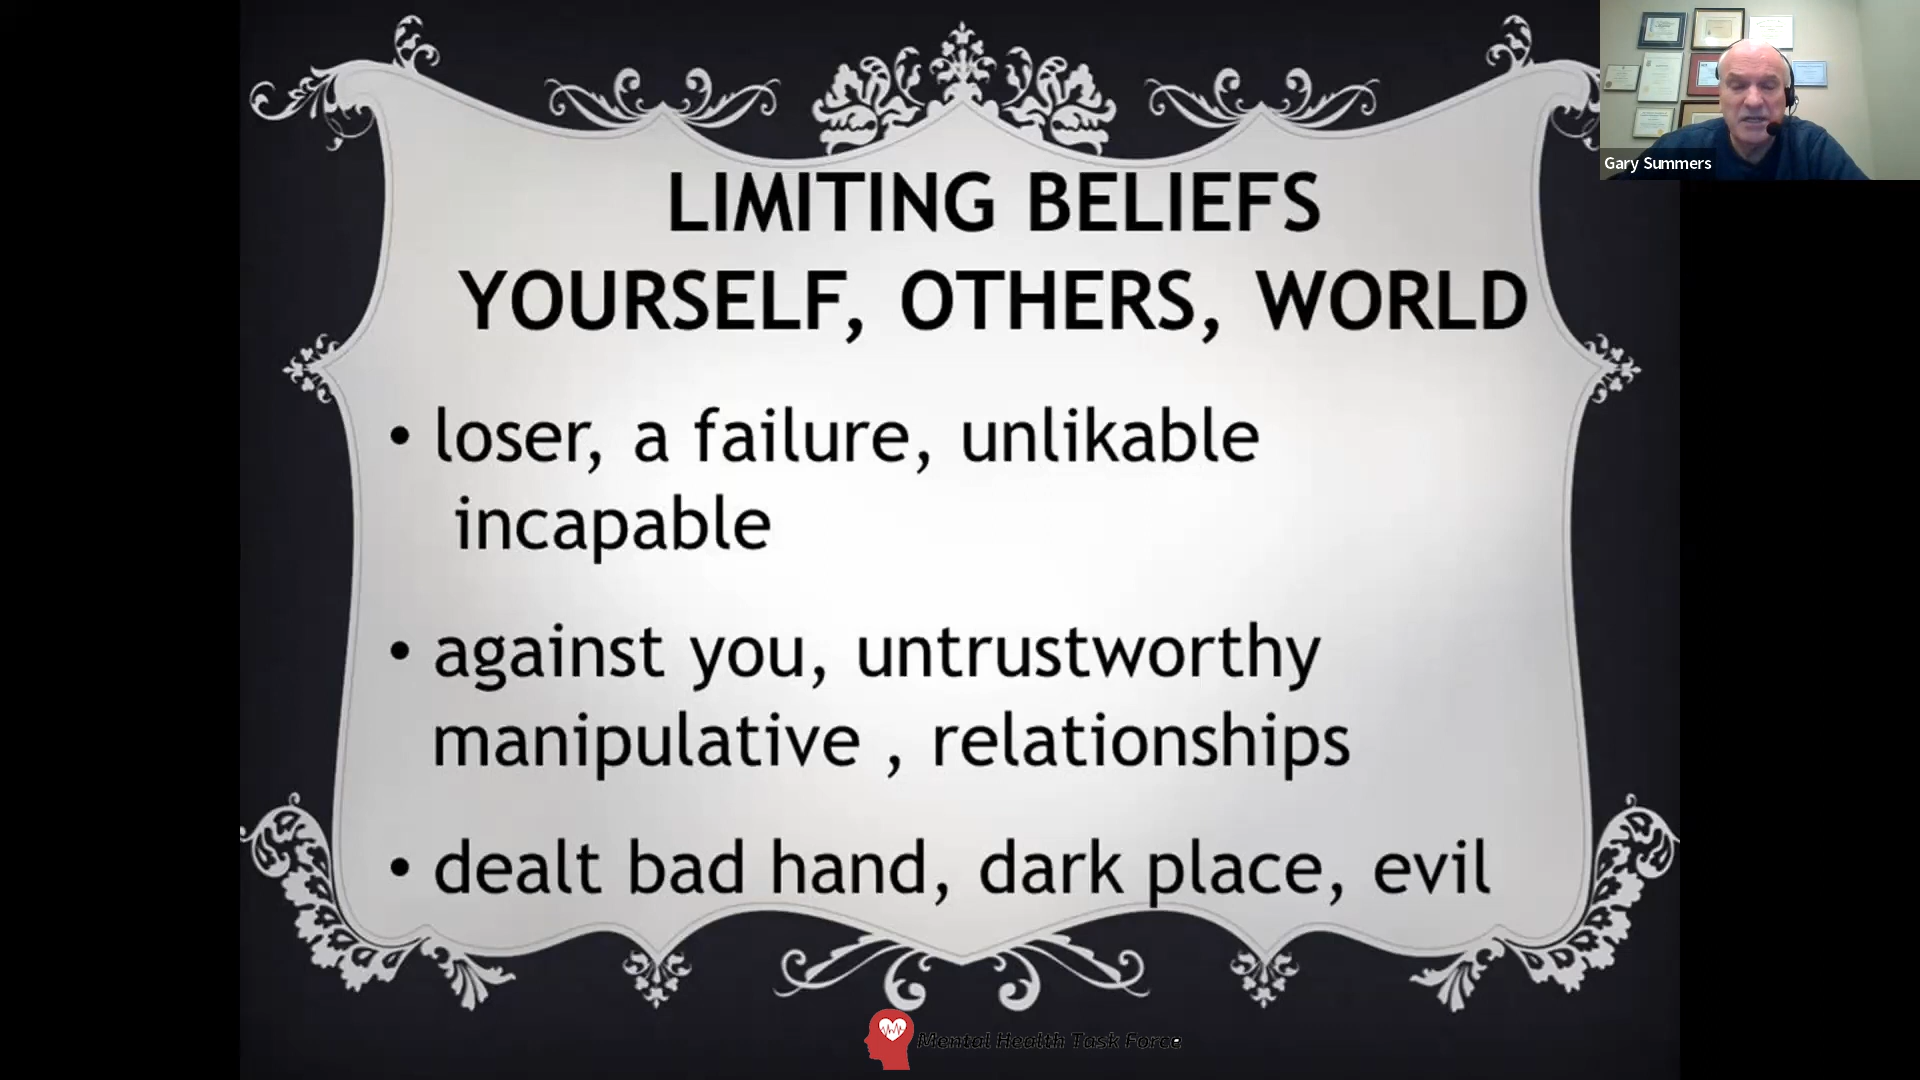 LIMITING BELIEFS
YOURSELF, OTHERS, WORLD
• loser, a failure, unlikable
incapable
• against you, untrustworthy
manipulative , relationships
• dealt bad hand, dark place, evil
Gary Summers
Mental Health Task Force